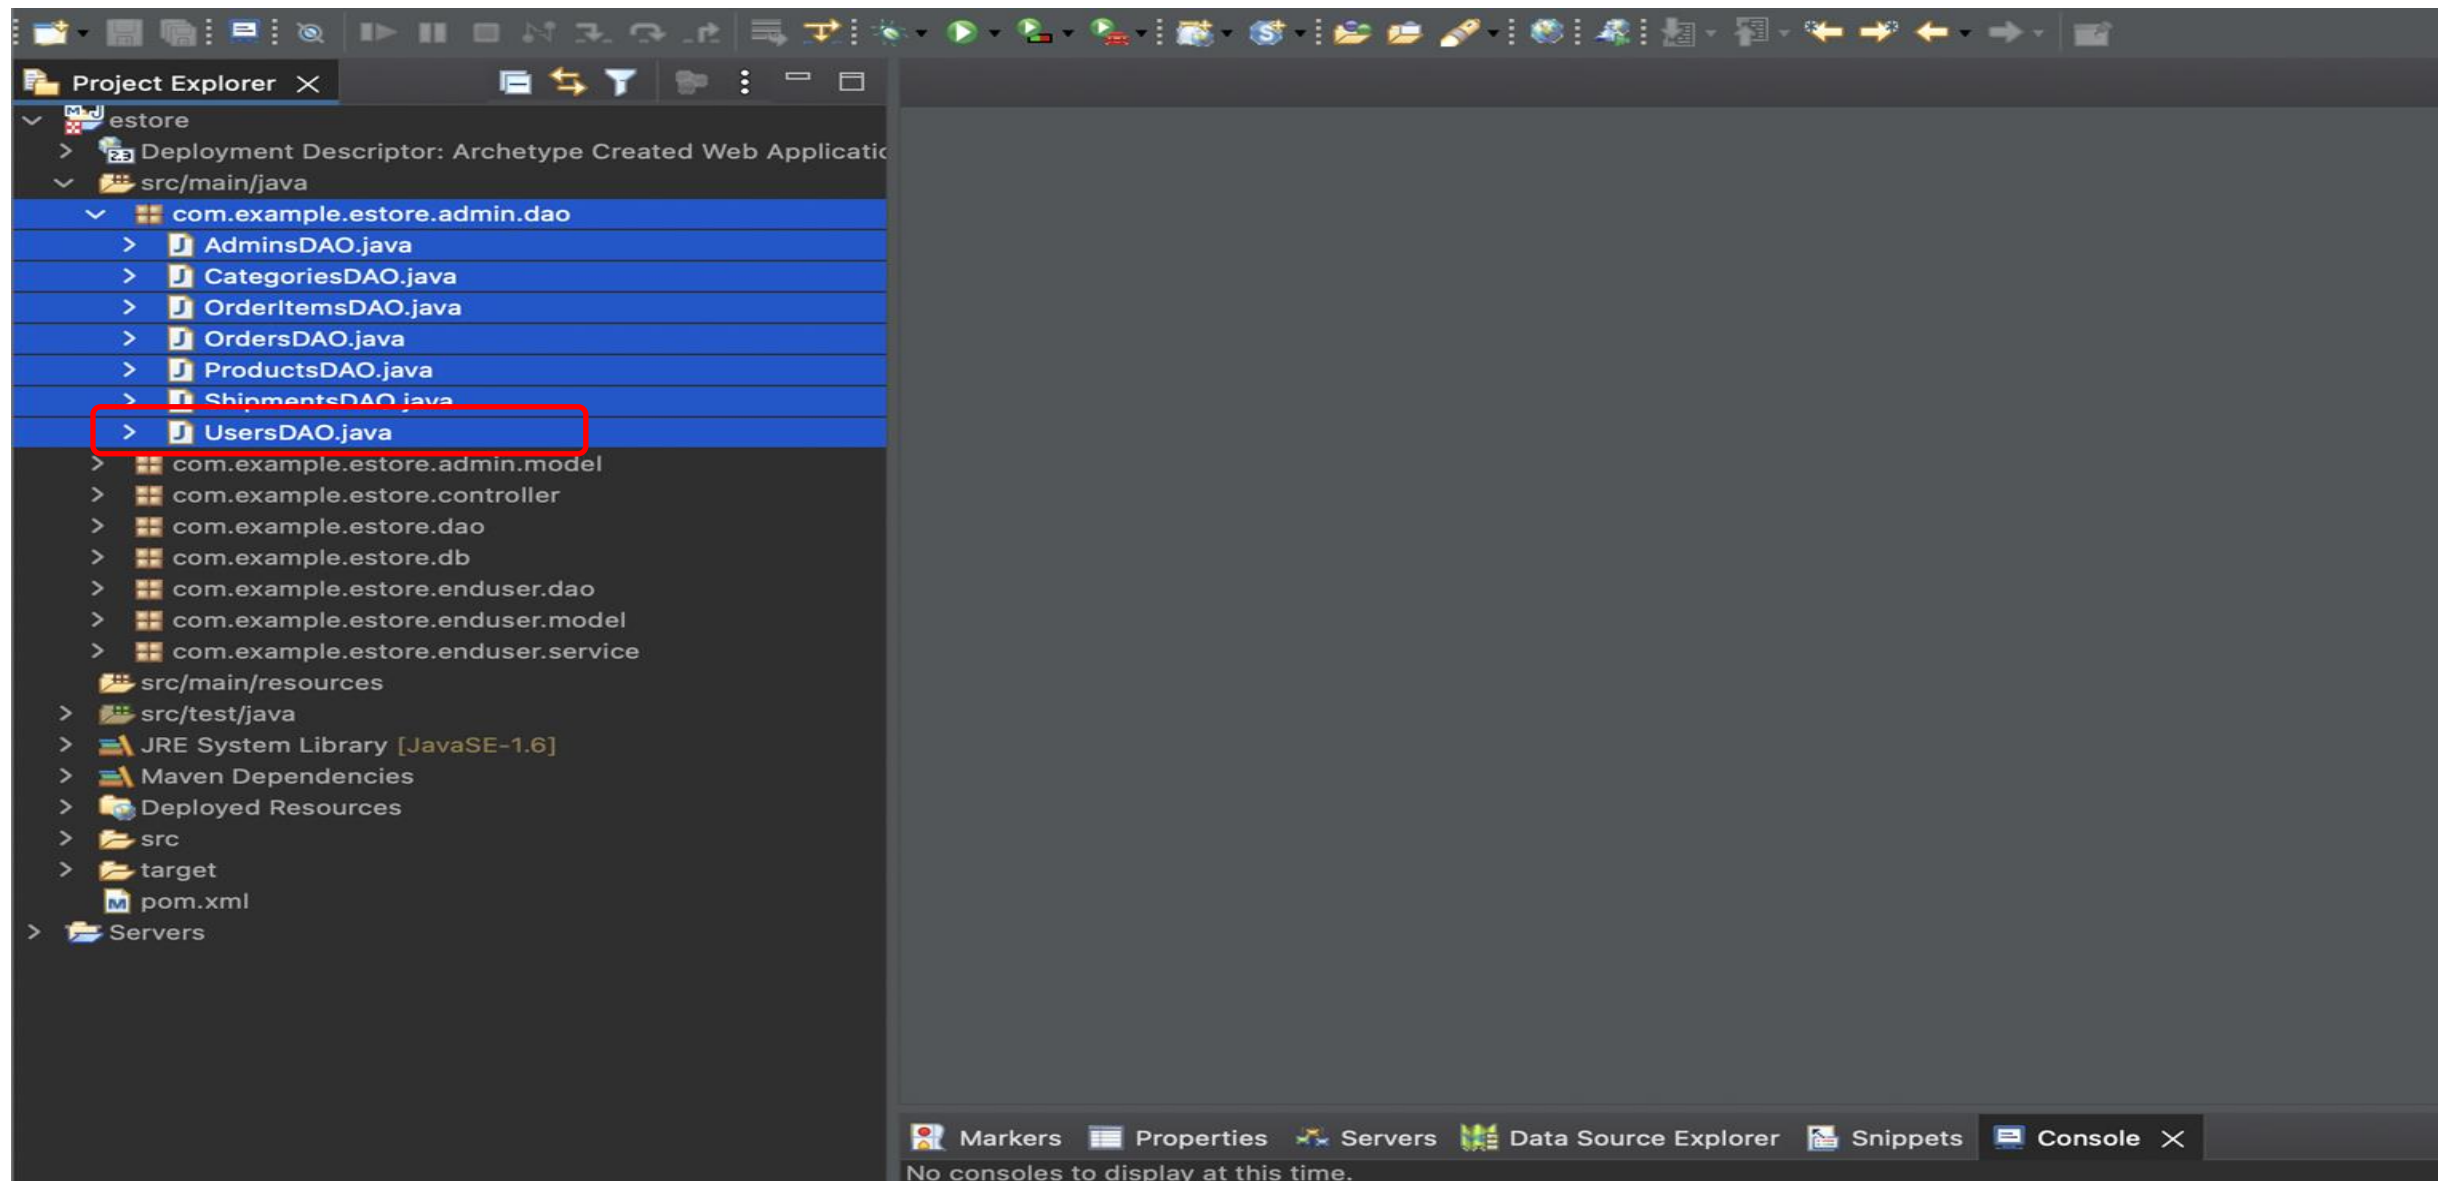 Project Explorer
estore
Deployment Descriptor: Archetype Created Web Applicatic
src/main/java
com.example.estore.admin.dao
AdminsDAO.java
CategoriesDAO.java
OrderItemsDAO.java
OrdersDAO.java
ProductsDAO.java
ShipmentsDAO.java
UsersDAO.java
com.example.estore.admin.model
com.example.estore.controller
com.example.estore.dao
com.example.estore.db
com.example.estore.enduser.dao
com.example.estore.enduser.model
com.example.estore.enduser.service
src/main/resources
src/test/java
JRE System Library [JavaSE-1.6]
Maven Dependencies
Deployed Resources
src
target
pom.xml
Servers
Markers Properties Servers Data Source Explorer Snippets Console
No consoles to display at this time.